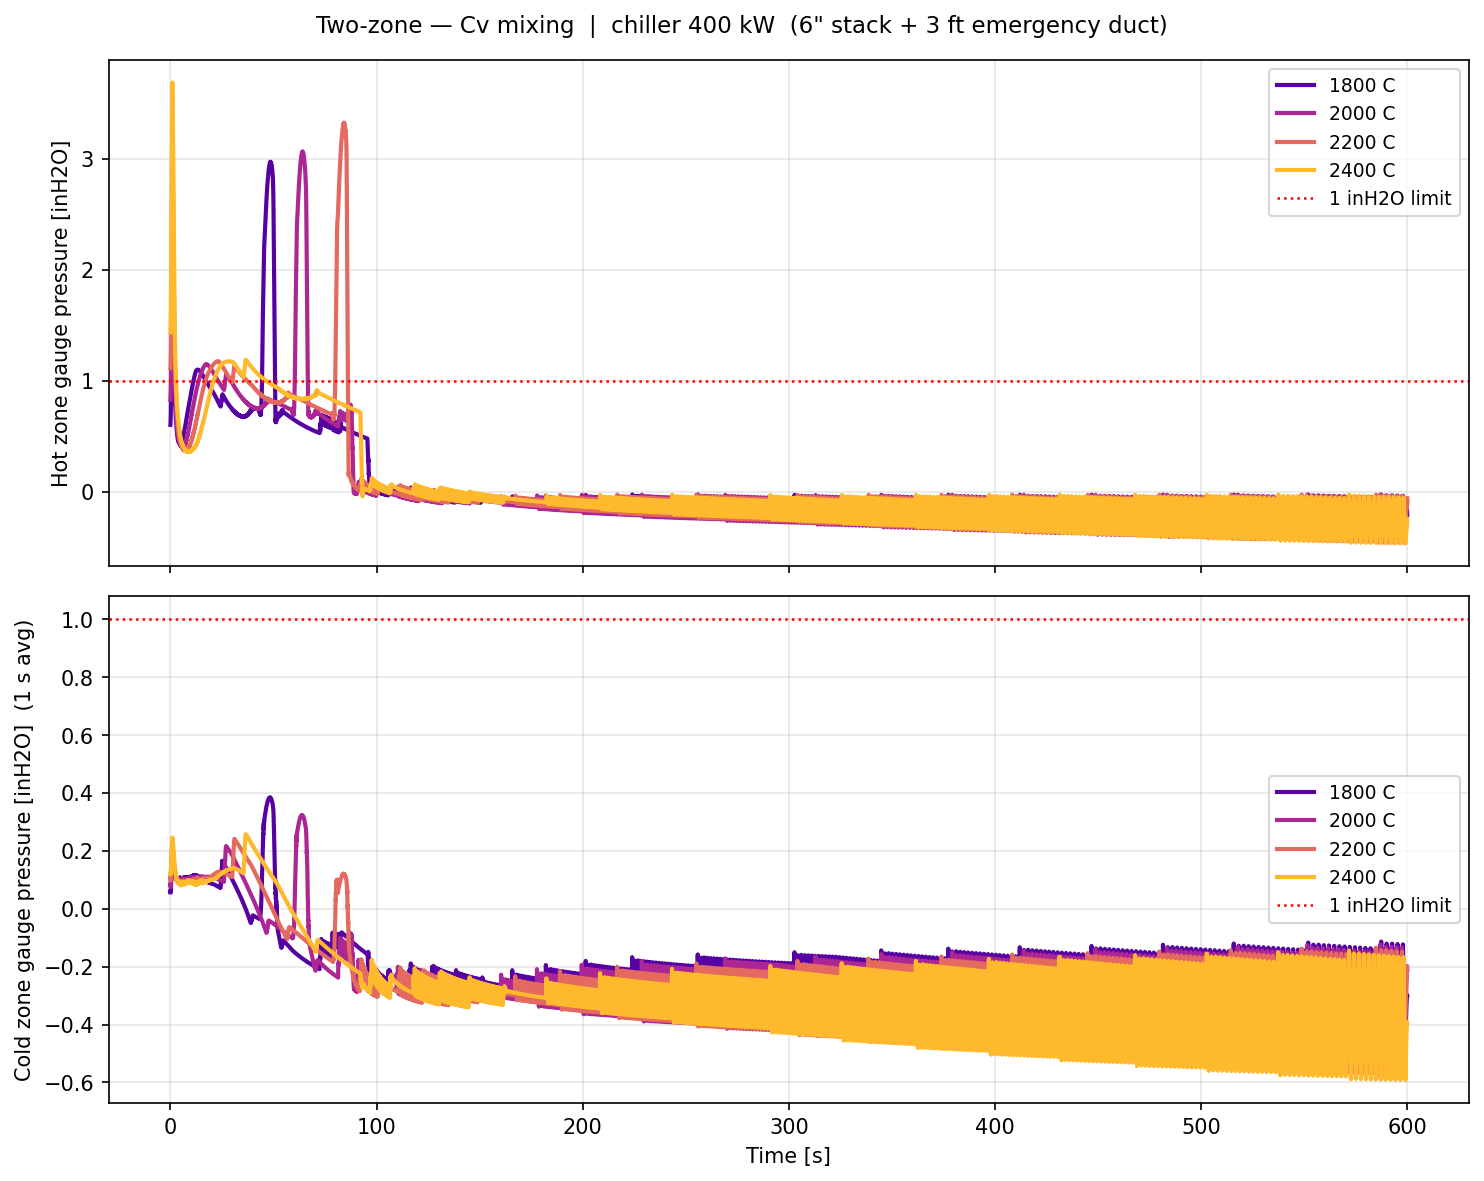 Two-zone — Cv mixing  |  chiller 400 kW  (6" stack + 3 ft emergency duct)
Hot zone gauge pressure [inH2O]
3
2
1
0
1800 C
2000 C
2200 C
2400 C
1 inH2O limit
Cold zone gauge pressure [inH2O]  (1 s avg)
1.0
0.8
0.6
0.4
0.2
0.0
−0.2
−0.4
−0.6
1800 C
2000 C
2200 C
2400 C
1 inH2O limit
0 100 200 300 400 500 600
Time [s]